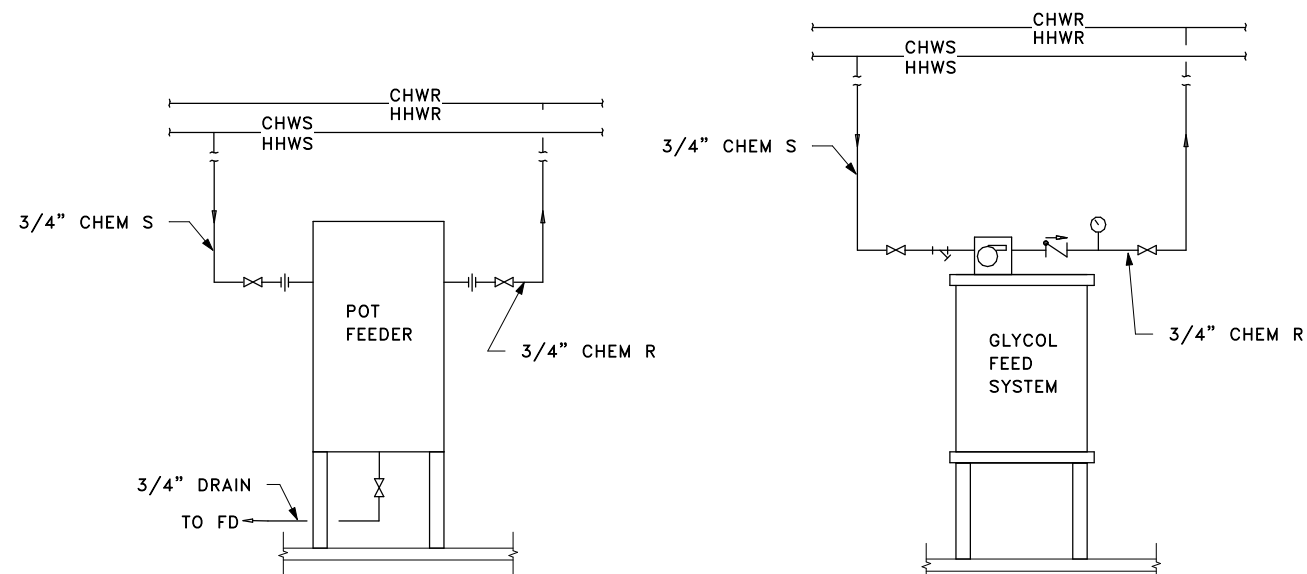 CHWR
HHWR
CHWS
HHWS
3/4” CHEM S
POT
FEEDER
3/4” CHEM R
3/4” DRAIN
TO FD
CHWR
HHWR
CHWS
HHWS
3/4” CHEM S
GLYCOL
FEED
SYSTEM
3/4” CHEM R